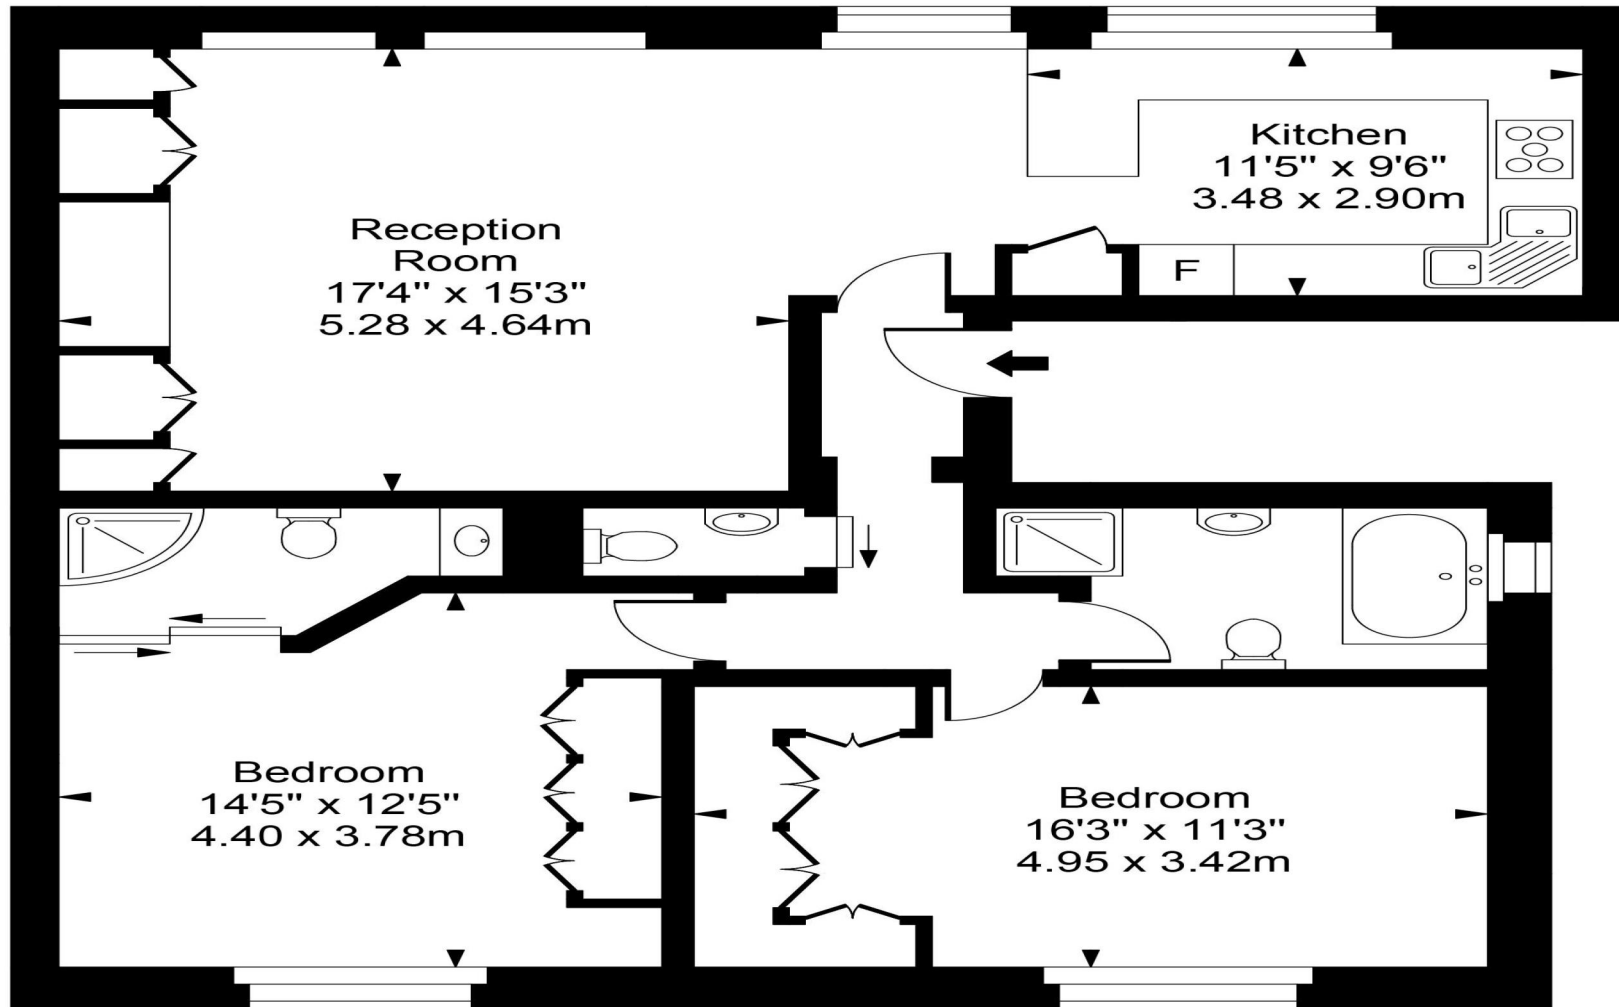 Kitchen
11'5" x 9'6"
3.48 x 2.90m
Reception
Room
17'4" x 15'3"
5.28 x 4.64m
F
Bedroom
14'5" x 12'5"
4.40 x 3.78m
Bedroom
16'3" x 11'3"
4.95 x 3.42m